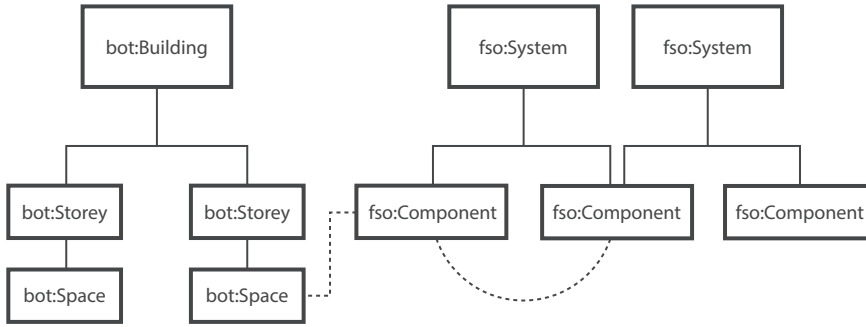 bot:Building
fso:System
fso:System
bot:Storey
bot:Storey
fso:Component
fso:Component
fso:Component
bot:Space
bot:Space